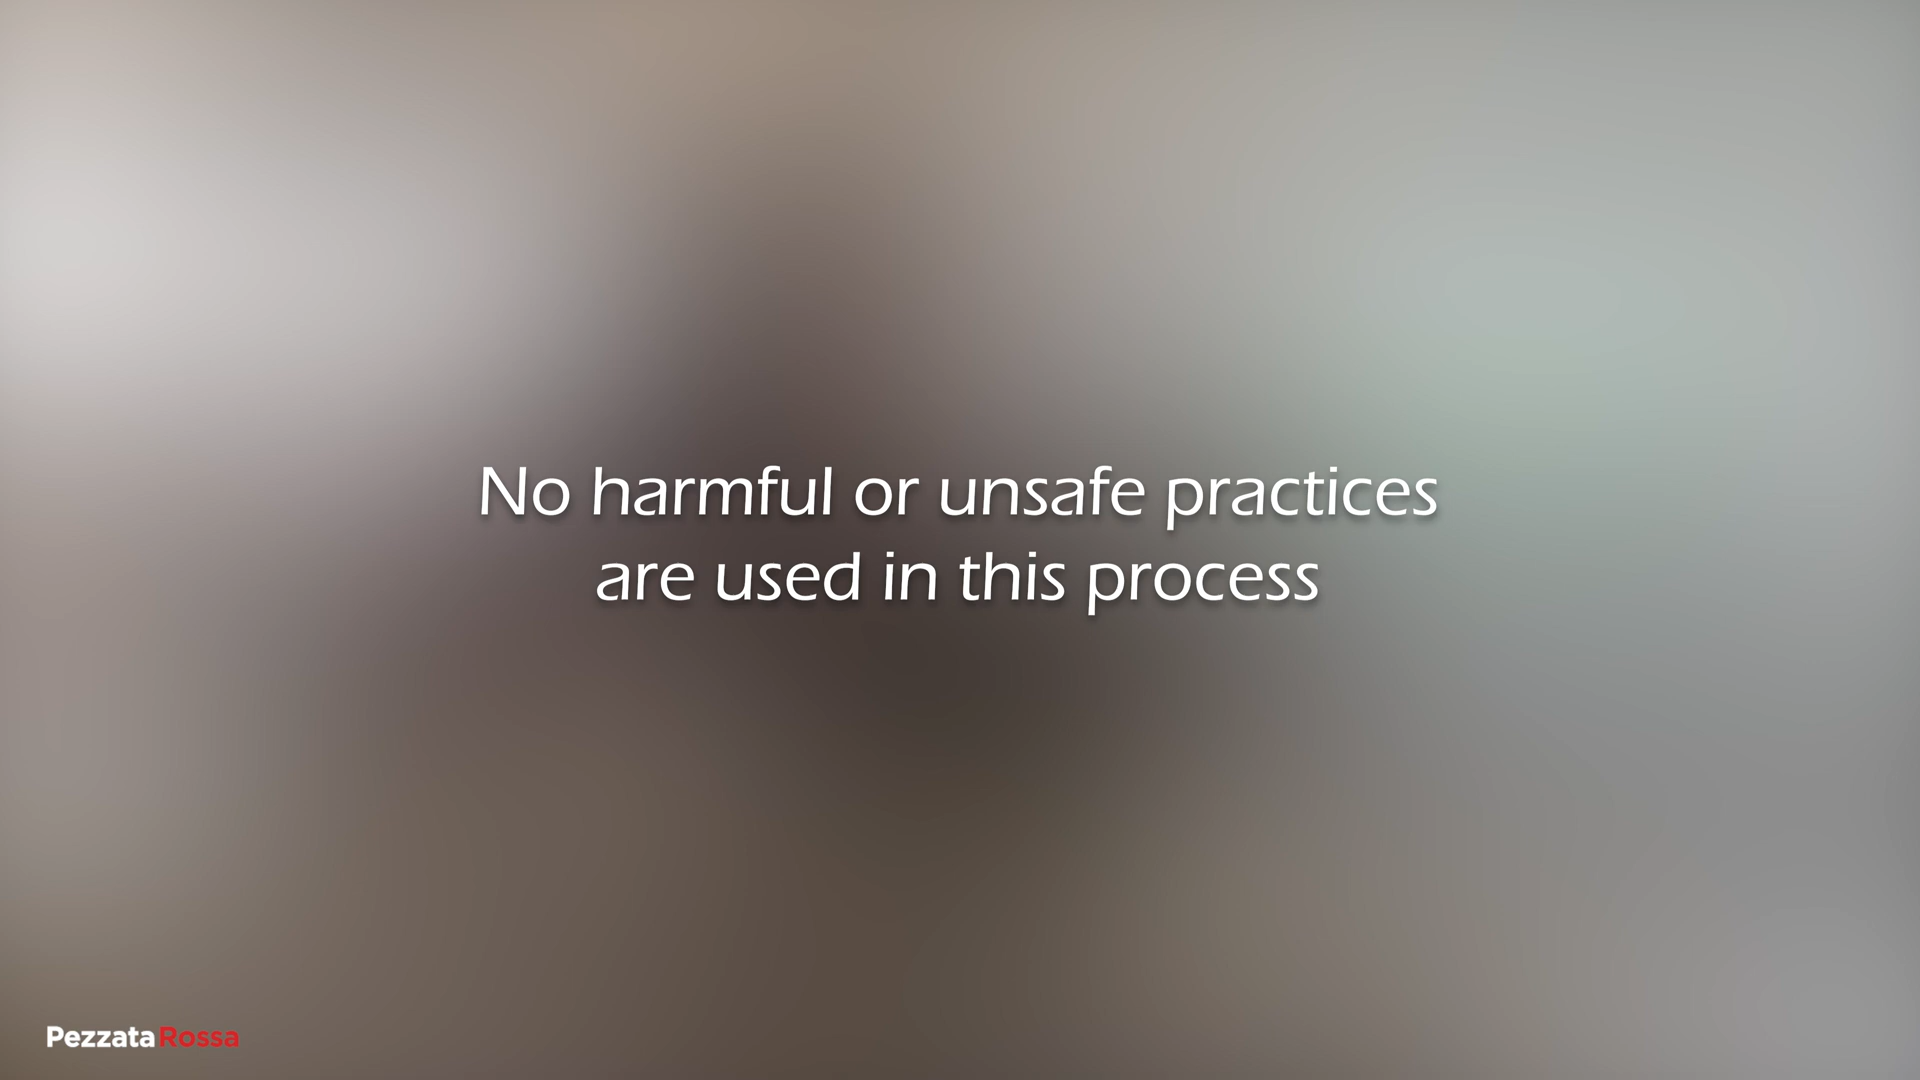 No harmful or unsafe practices
are used in this process
PezzataRossa